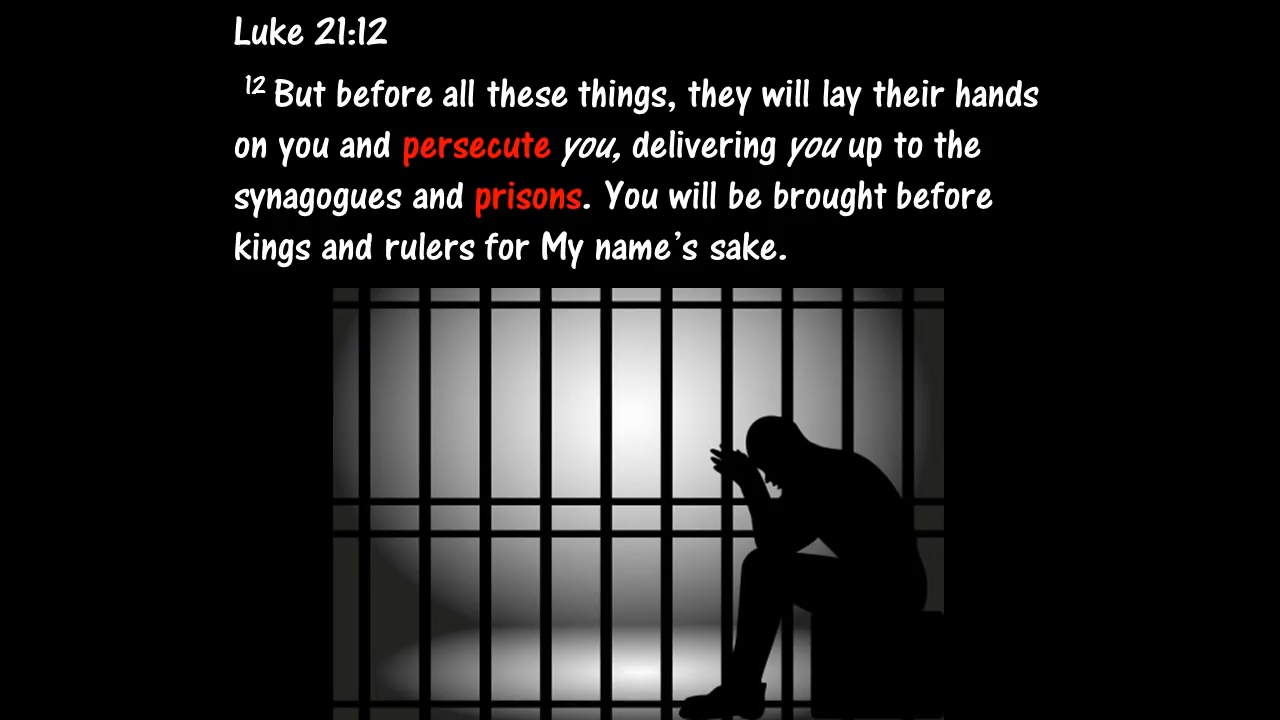 Luke 21:12
12 But before all these things, they will lay their hands
on you and persecute you, delivering you up to the
synagogues and prisons. You will be brought before
kings and rulers for My name’s sake.